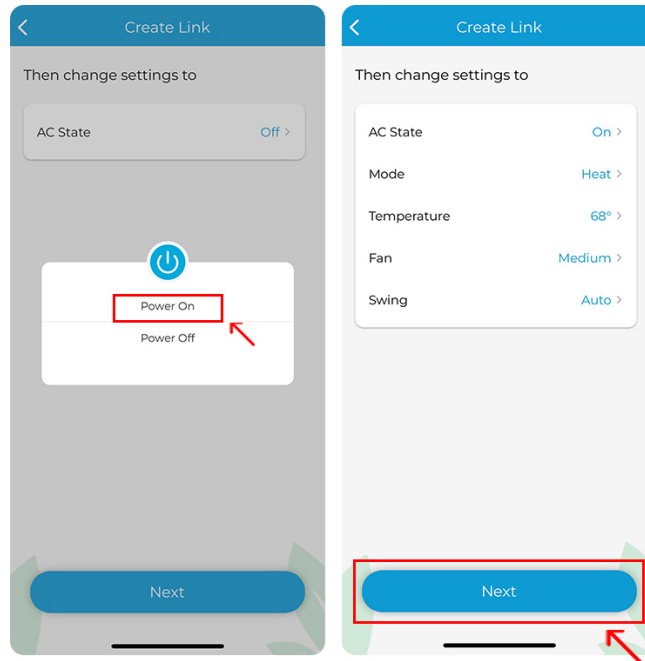 Create Link
Then change settings to
AC State Off >
Power On
Power Off
Next
Create Link
Then change settings to
AC State On >
Mode Heat >
Temperature 68° >
Fan Medium >
Swing Auto >
Next